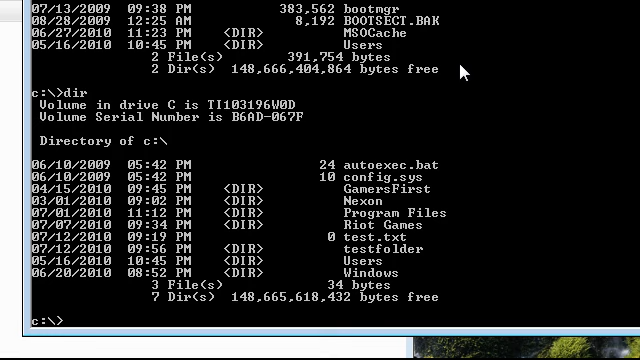 07/13/2009 09:38 PM 383,562 bootmgr
08/28/2009 12:25 AM 8,192 BOOTSECT.BAK
06/27/2010 11:23 PM <DIR> MSOCache
05/16/2010 10:45 PM <DIR> Users
2 File(s) 391,754 bytes
2 Dir(s) 148,666,404,864 bytes free
c:\>dir
Volume in drive C is TI103196W0D
Volume Serial Number is B6AD-067F
Directory of c:\
06/10/2009 05:42 PM 24 autoexec.bat
06/10/2009 05:42 PM 10 config.sys
04/15/2010 09:45 PM <DIR> GamersFirst
03/01/2010 09:02 PM <DIR> Nexon
07/01/2010 11:12 PM <DIR> Program Files
07/07/2010 09:34 PM <DIR> Riot Games
07/12/2010 09:19 PM 0 test.txt
07/12/2010 09:56 PM <DIR> testfolder
05/16/2010 10:45 PM <DIR> Users
06/20/2010 08:52 PM <DIR> Windows
3 File(s) 34 bytes
7 Dir(s) 148,665,618,432 bytes free
c:\>